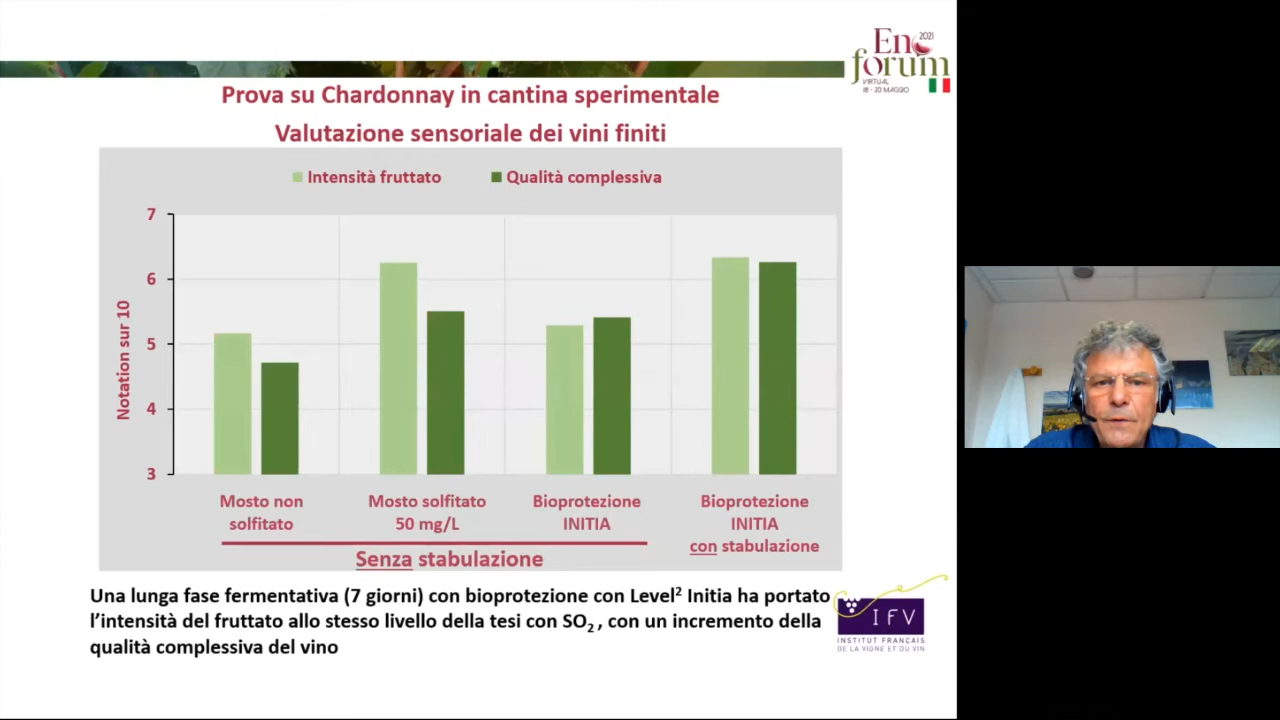 En forum
2021
VIRTUAL
18 - 20 MAGGIO
Prova su Chardonnay in cantina sperimentale
Valutazione sensoriale dei vini finiti
Intensità fruttato
Qualità complessiva
Notation sur 10
7
6
5
4
3
Mosto non
solfitato
Mosto solfitato
50 mg/L
Bioprotezione
INITIA
Bioprotezione
INITIA
con stabulazione
Senza stabulazione
Una lunga fase fermentativa (7 giorni) con bioprotezione con Level² Initia ha portato
l’intensità del fruttato allo stesso livello della tesi con SO₂ , con un incremento della
qualità complessiva del vino
IFV
INSTITUT FRANÇAIS
DE LA VIGNE ET DU VIN